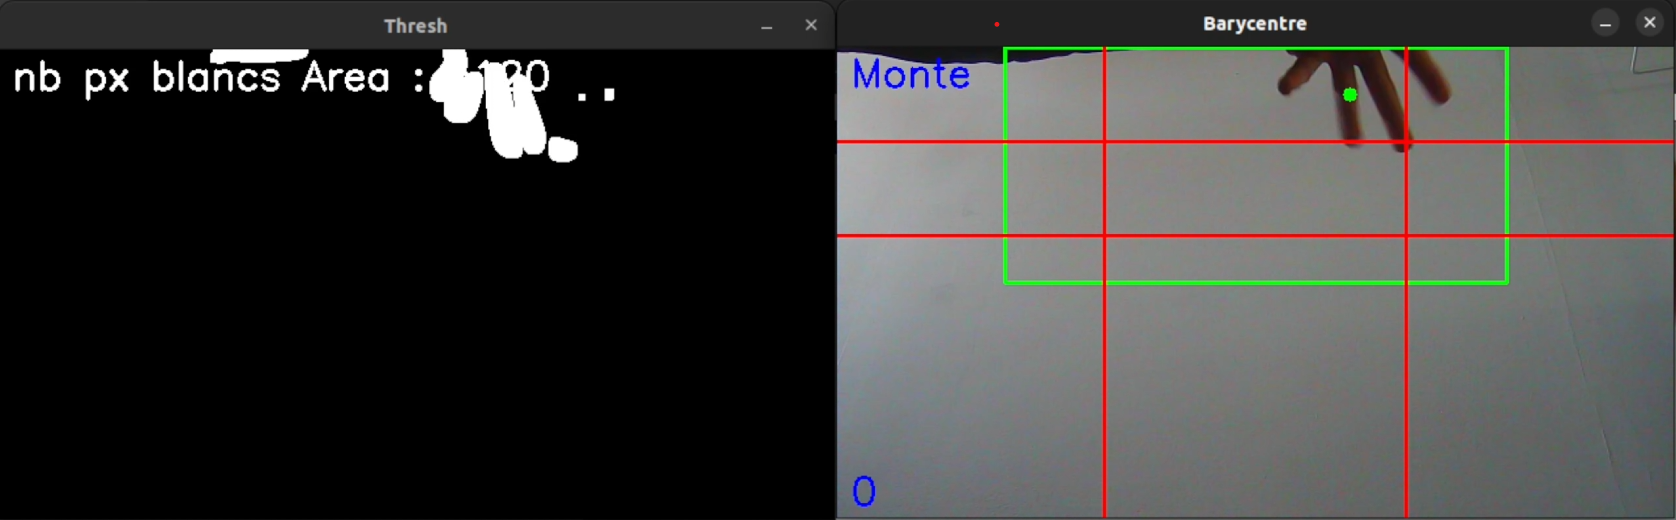 Thresh
nb px blancs Area :
Barycentre
Monte
0